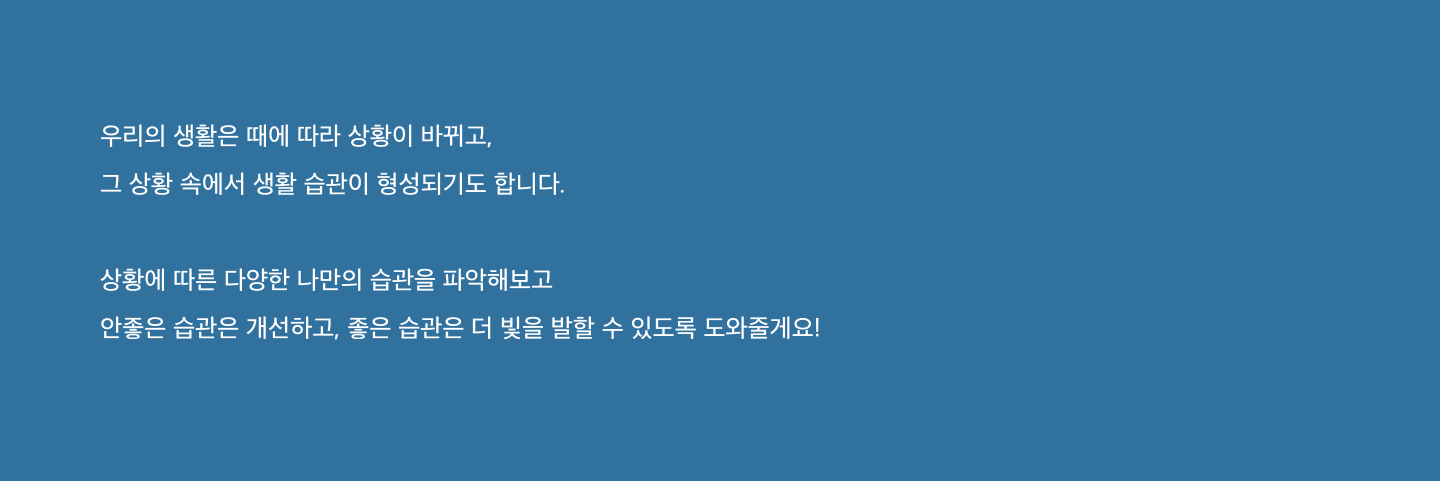 우리의 생활은 때에 따라 상황이 바뀌고,
그 상황 속에서 생활 습관이 형성되기도 합니다.
상황에 따른 다양한 나만의 습관을 파악해보고
안좋은 습관은 개선하고, 좋은 습관은 더 빛을 발할 수 있도록 도와줄게요!